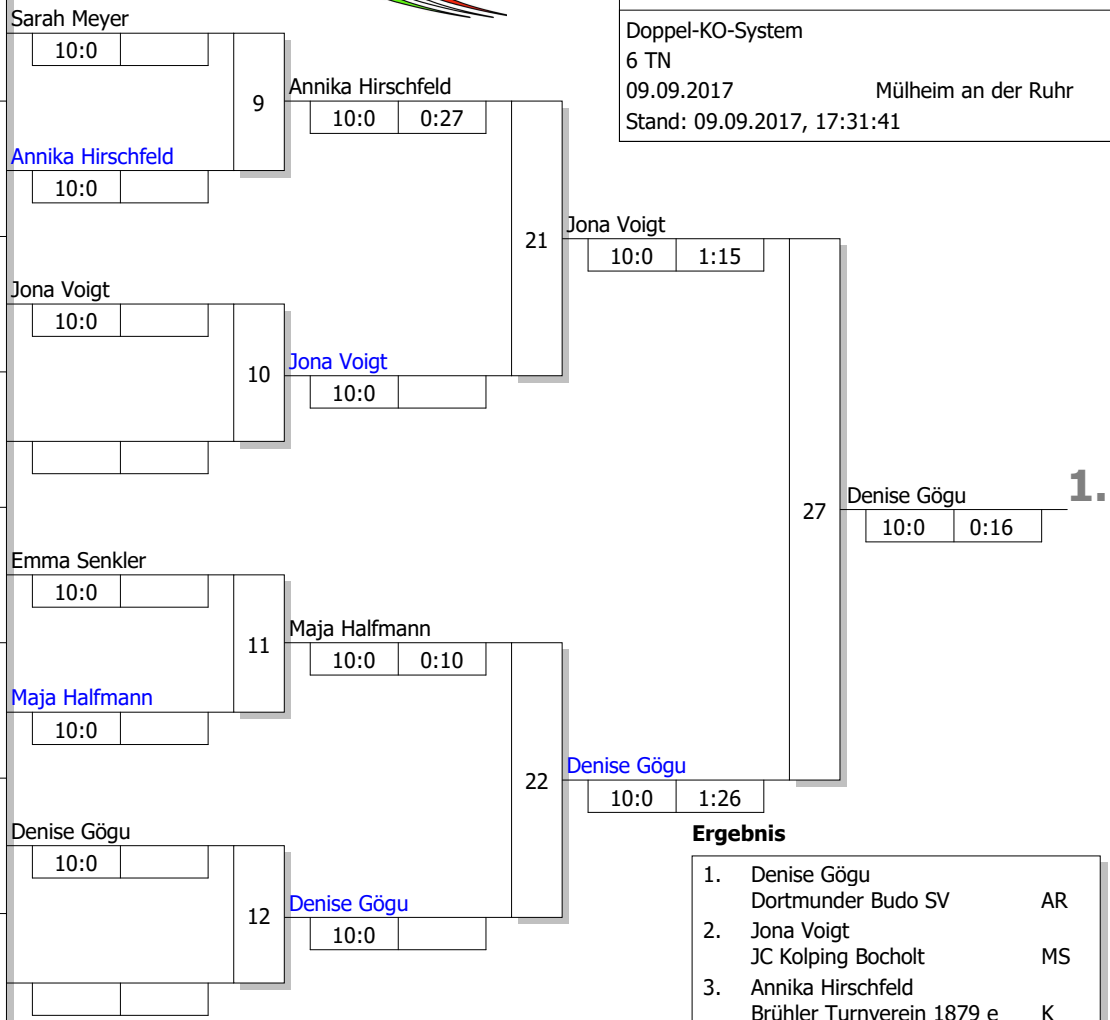 Sarah Meyer
10:0
9
Annika Hirschfeld
10:0 0:27
Annika Hirschfeld
10:0
Doppel-KO-System
6 TN
09.09.2017 Mülheim an der Ruhr
Stand: 09.09.2017, 17:31:41
21
Jona Voigt
10:0 1:15
Jona Voigt
10:0
10
Jona Voigt
10:0
27
Denise Gögu
10:0 0:16
1.
Emma Senkler
10:0
11
Maja Halfmann
10:0 0:10
Maja Halfmann
10:0
22
Denise Gögu
10:0 1:26
Denise Gögu
10:0
12
Denise Gögu
10:0
Ergebnis
1. Denise Gögu
Dortmunder Budo SV AR
2. Jona Voigt
JC Kolping Bocholt MS
3. Annika Hirschfeld
Brühler Turnverein 1879 e K